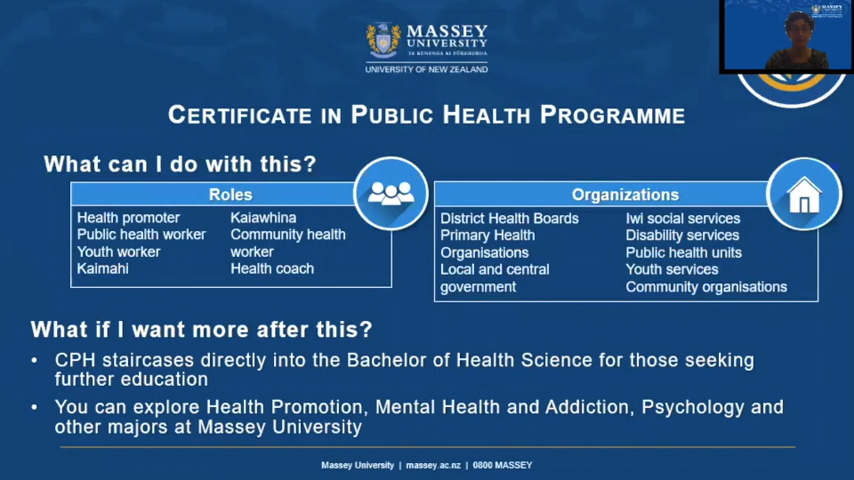 MASSEY
UNIVERSITY
TE KUNENGA KI PŪREHUROA
UNIVERSITY OF NEW ZEALAND
CERTIFICATE IN PUBLIC HEALTH PROGRAMME
What can I do with this?
Roles
Health promoter
Public health worker
Youth worker
Kaimahi
Kaiawhina
Community health
worker
Health coach
Organizations
District Health Boards
Primary Health
Organisations
Local and central
government
Iwi social services
Disability services
Public health units
Youth services
Community organisations
What if I want more after this?
• CPH staircases directly into the Bachelor of Health Science for those seeking
further education
• You can explore Health Promotion, Mental Health and Addiction, Psychology and
other majors at Massey University
Massey University | massey.ac.nz | 0800 MASSEY